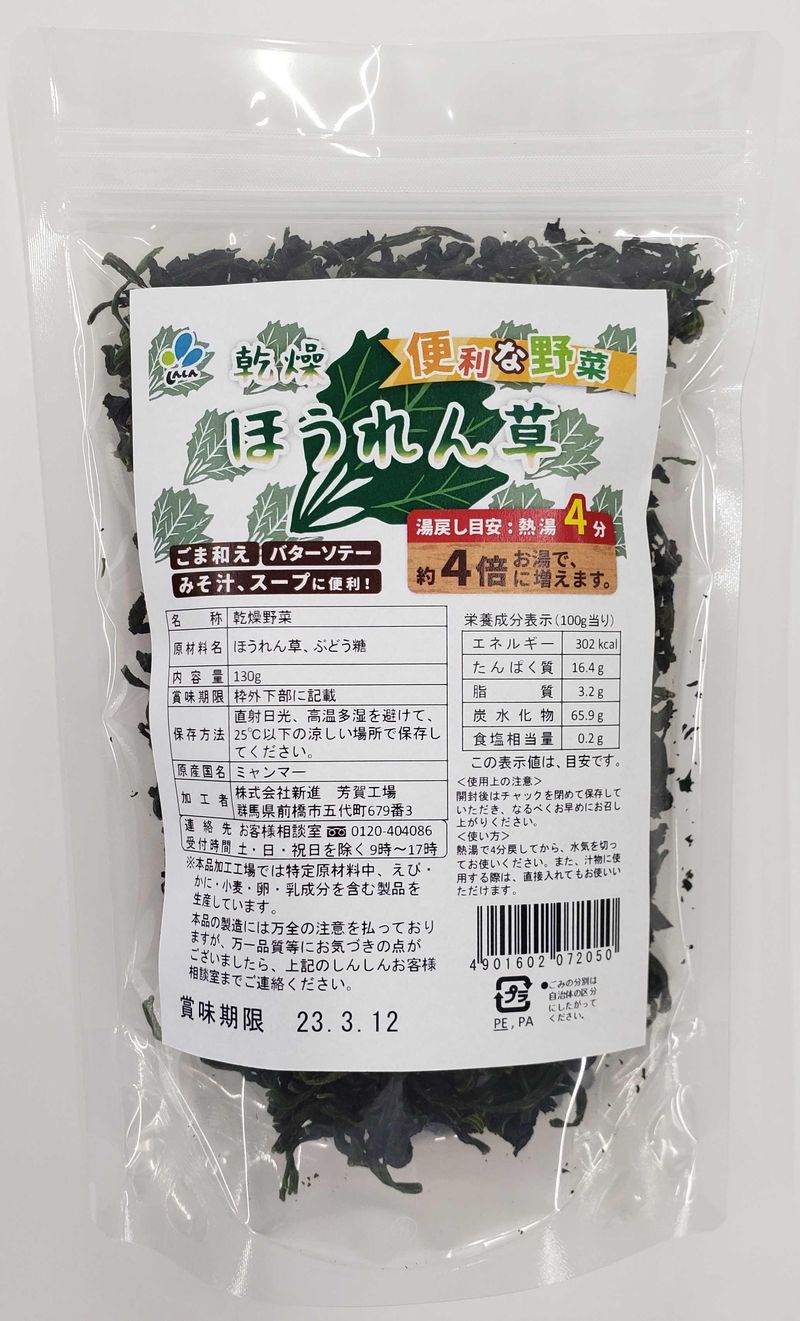 しんしん
便利な野菜
乾燥
ほうれん草
湯戻し目安:熱湯4分
約4倍お湯で、に増えます。
ごま和え バターソテー
みそ汁、スープに便利!
名称 乾燥野菜
原材料名 ほうれん草、ぶどう糖
内容量 130g
賞味期限 枠外下部に記載
保存方法 直射日光、高温多湿を避けて、
25℃以下の涼しい場所で保存し
てください。
原産国名 ミャンマー
加工者 株式会社新進 芳賀工場
群馬県前橋市五代町679番3
連絡先 お客様相談室 0120-404086
受付時間 土・日・祝日を除く9時〜17時
※本品加工工場では特定原材料中、えび・
かに・小麦・卵・乳成分を含む製品を
生産しています。
本品の製造には万全の注意を払っており
ますが、万一品質等にお気づきの点が
ございましたら、上記のしんしんお客様
相談室までご連絡ください。
賞味期限 23.3.12
栄養成分表示(100g当り)
エネルギー 302kcal
たんぱく質 16.4g
脂質 3.2g
炭水化物 65.9g
食塩相当量 0.2g
この表示値は、目安です。
<使用上の注意>
開封後はチャックを閉めて保存して
いただき、なるべくお早めにお召し
上がりください。
<使い方>
熱湯で4分戻してから、水気を切っ
てお使いください。また、汁物に使
用する際は、直接入れてもお使いい
ただけます。
4901602072050
プラ
PE,PA
●ごみの分別は
自治体の区分
にしたがって
ください。